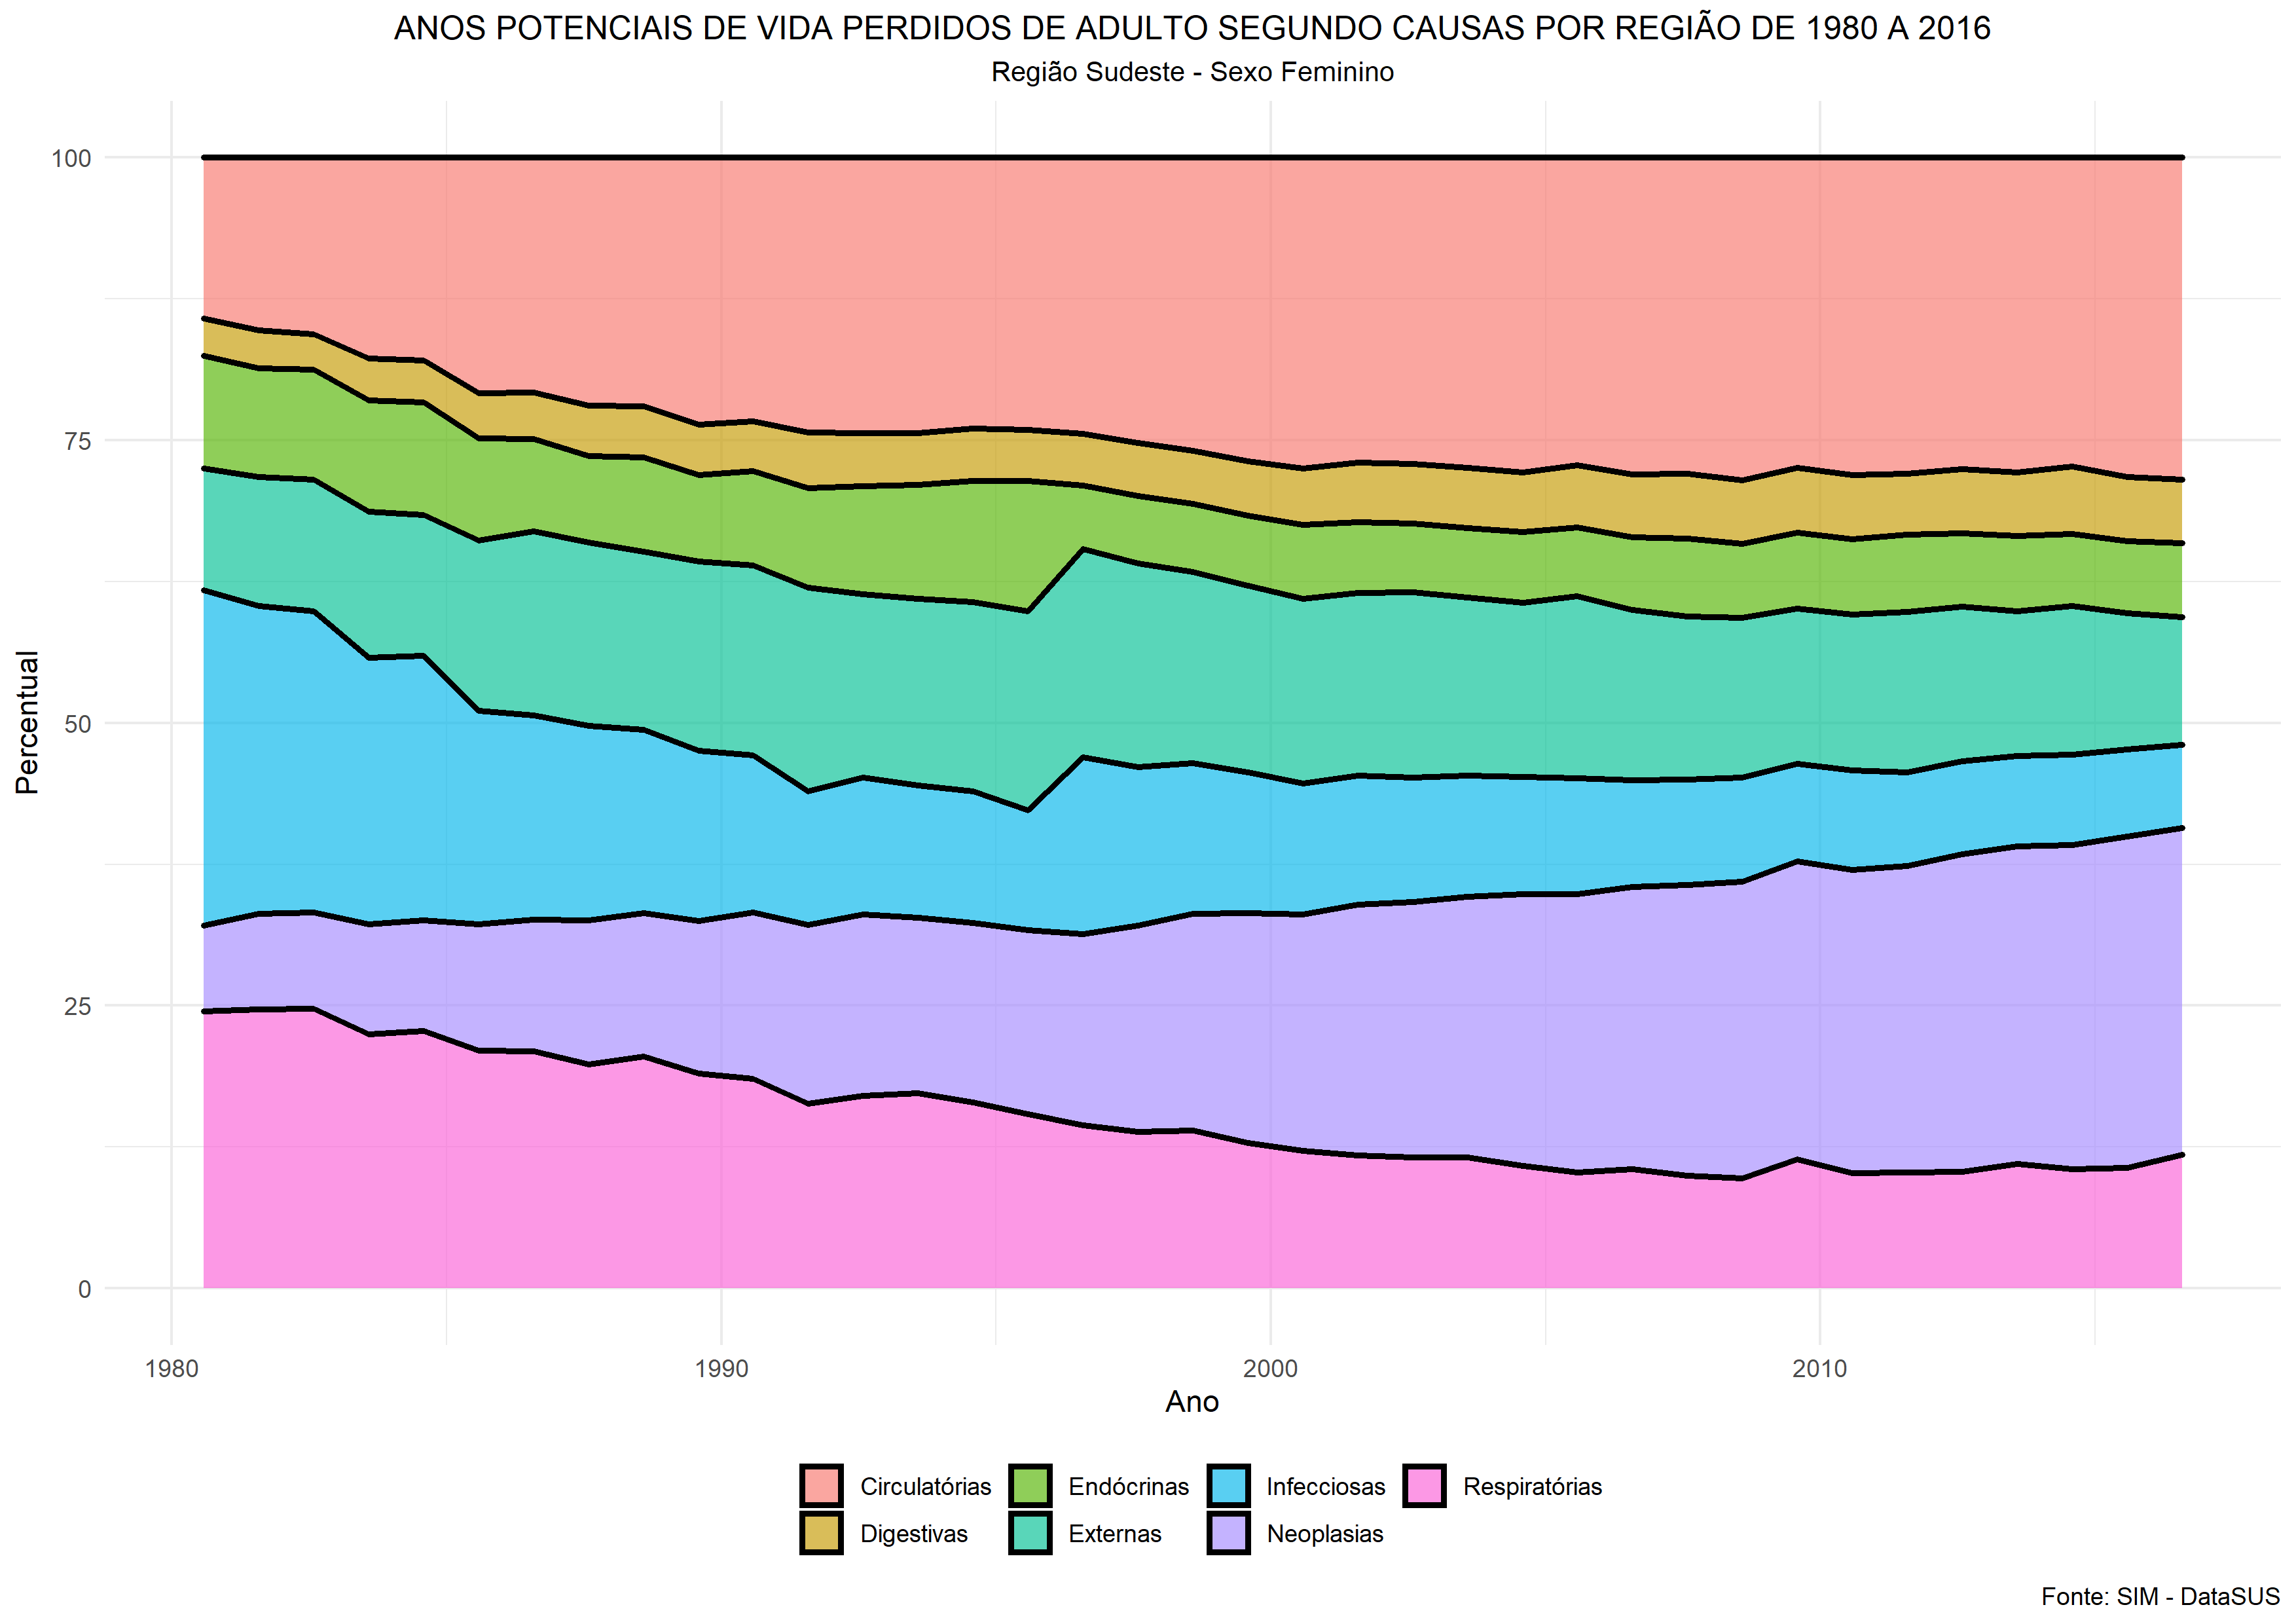 ANOS POTENCIAIS DE VIDA PERDIDOS DE ADULTO SEGUNDO CAUSAS POR REGIÃO DE 1980 A 2016
Região Sudeste - Sexo Feminino
100
75
50
25
0
Percentual
1980 1990 2000 2010
Ano
Circulatórias Endócrinas Infecciosas Respiratórias
Digestivas Externas Neoplasias
Fonte: SIM - DataSUS